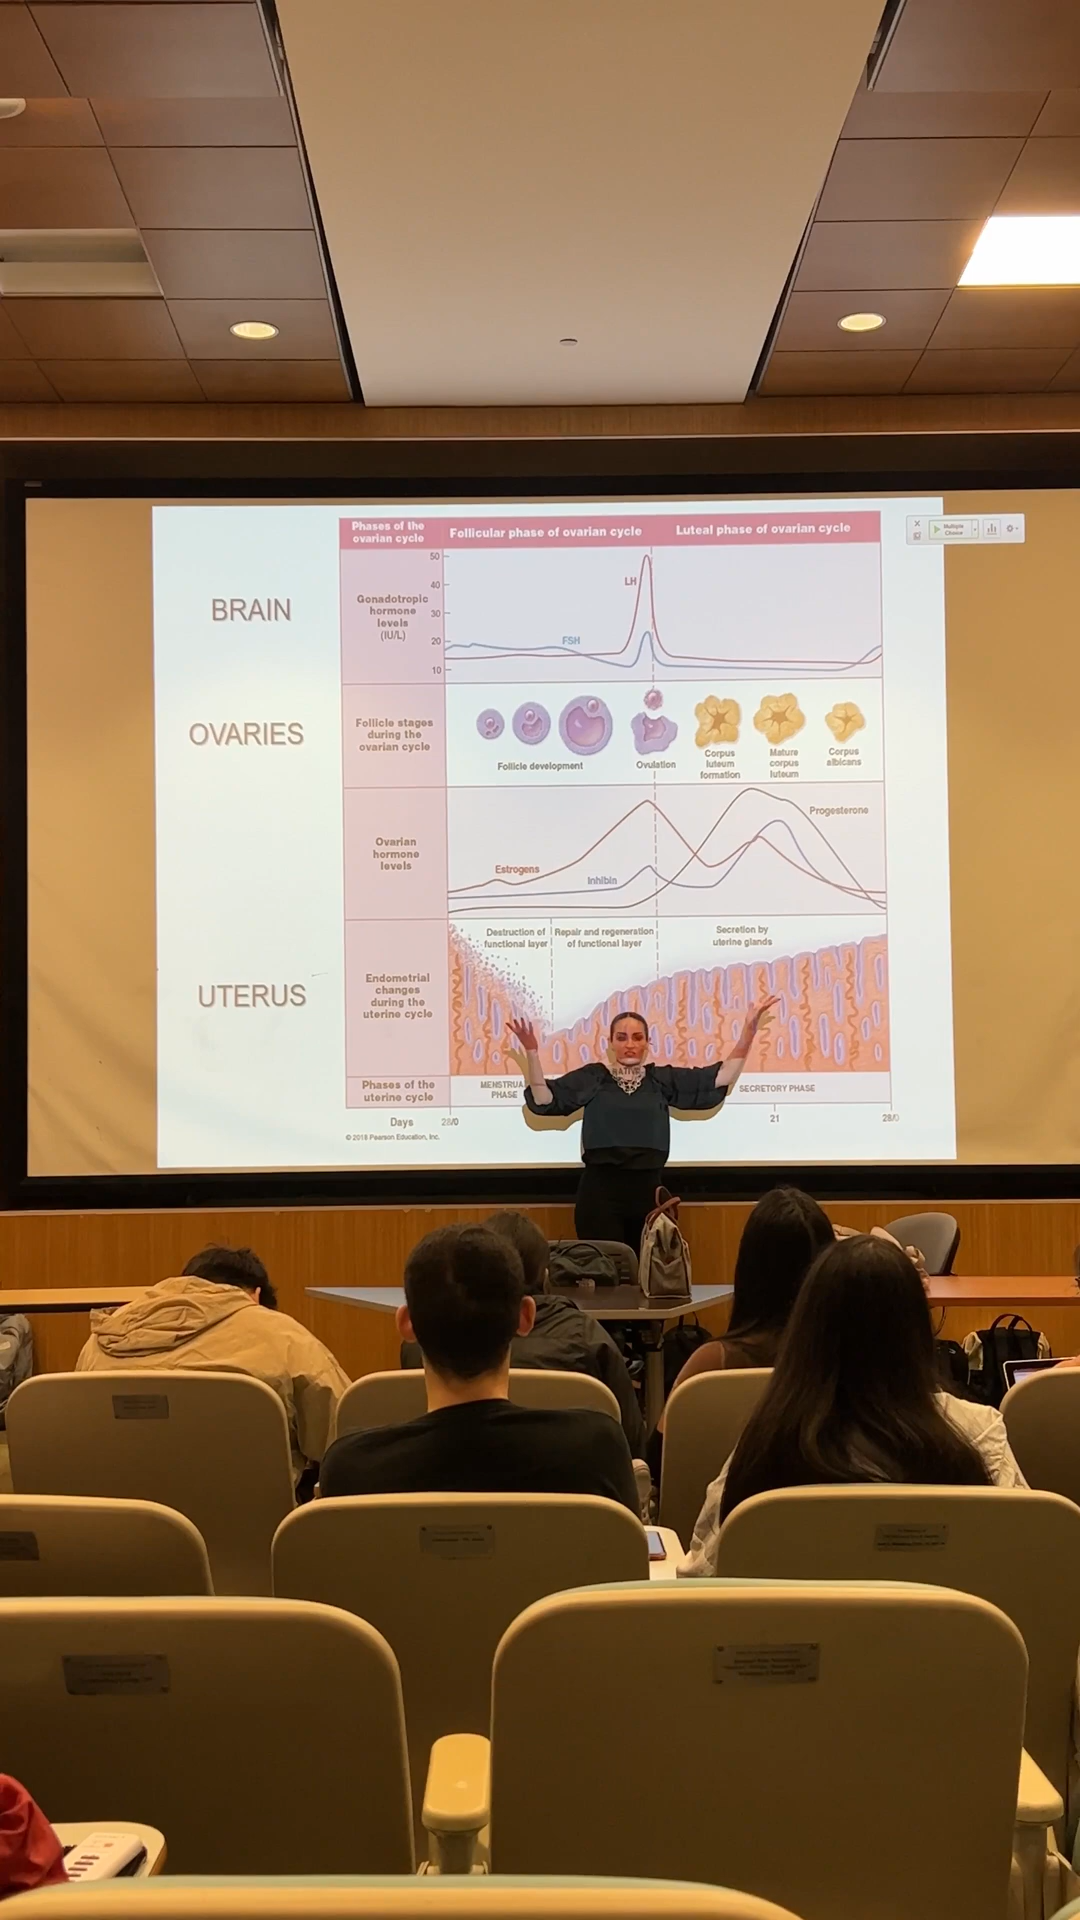 Phases of the
ovarian cycle
Follicular phase of ovarian cycle
Luteal phase of ovarian cycle
Multiple
Choice
BRAIN
Gonadotropic
hormone
levels
(IU/L)
50
40
30
20
10
LH
FSH
OVARIES
Follicle stages
during the
ovarian cycle
Follicle development
Ovulation
Corpus
luteum
formation
Mature
corpus
luteum
Corpus
albicans
Ovarian
hormone
levels
Estrogens
Inhibin
Progesterone
UTERUS
Endometrial
changes
during the
uterine cycle
Destruction of
functional layer
Repair and regeneration
of functional layer
Secretion by
uterine glands
Phases of the
uterine cycle
MENSTRUA
PHASE
RATIVE
SECRETORY PHASE
Days
28/0
21
28/0
© 2018 Pearson Education, Inc.